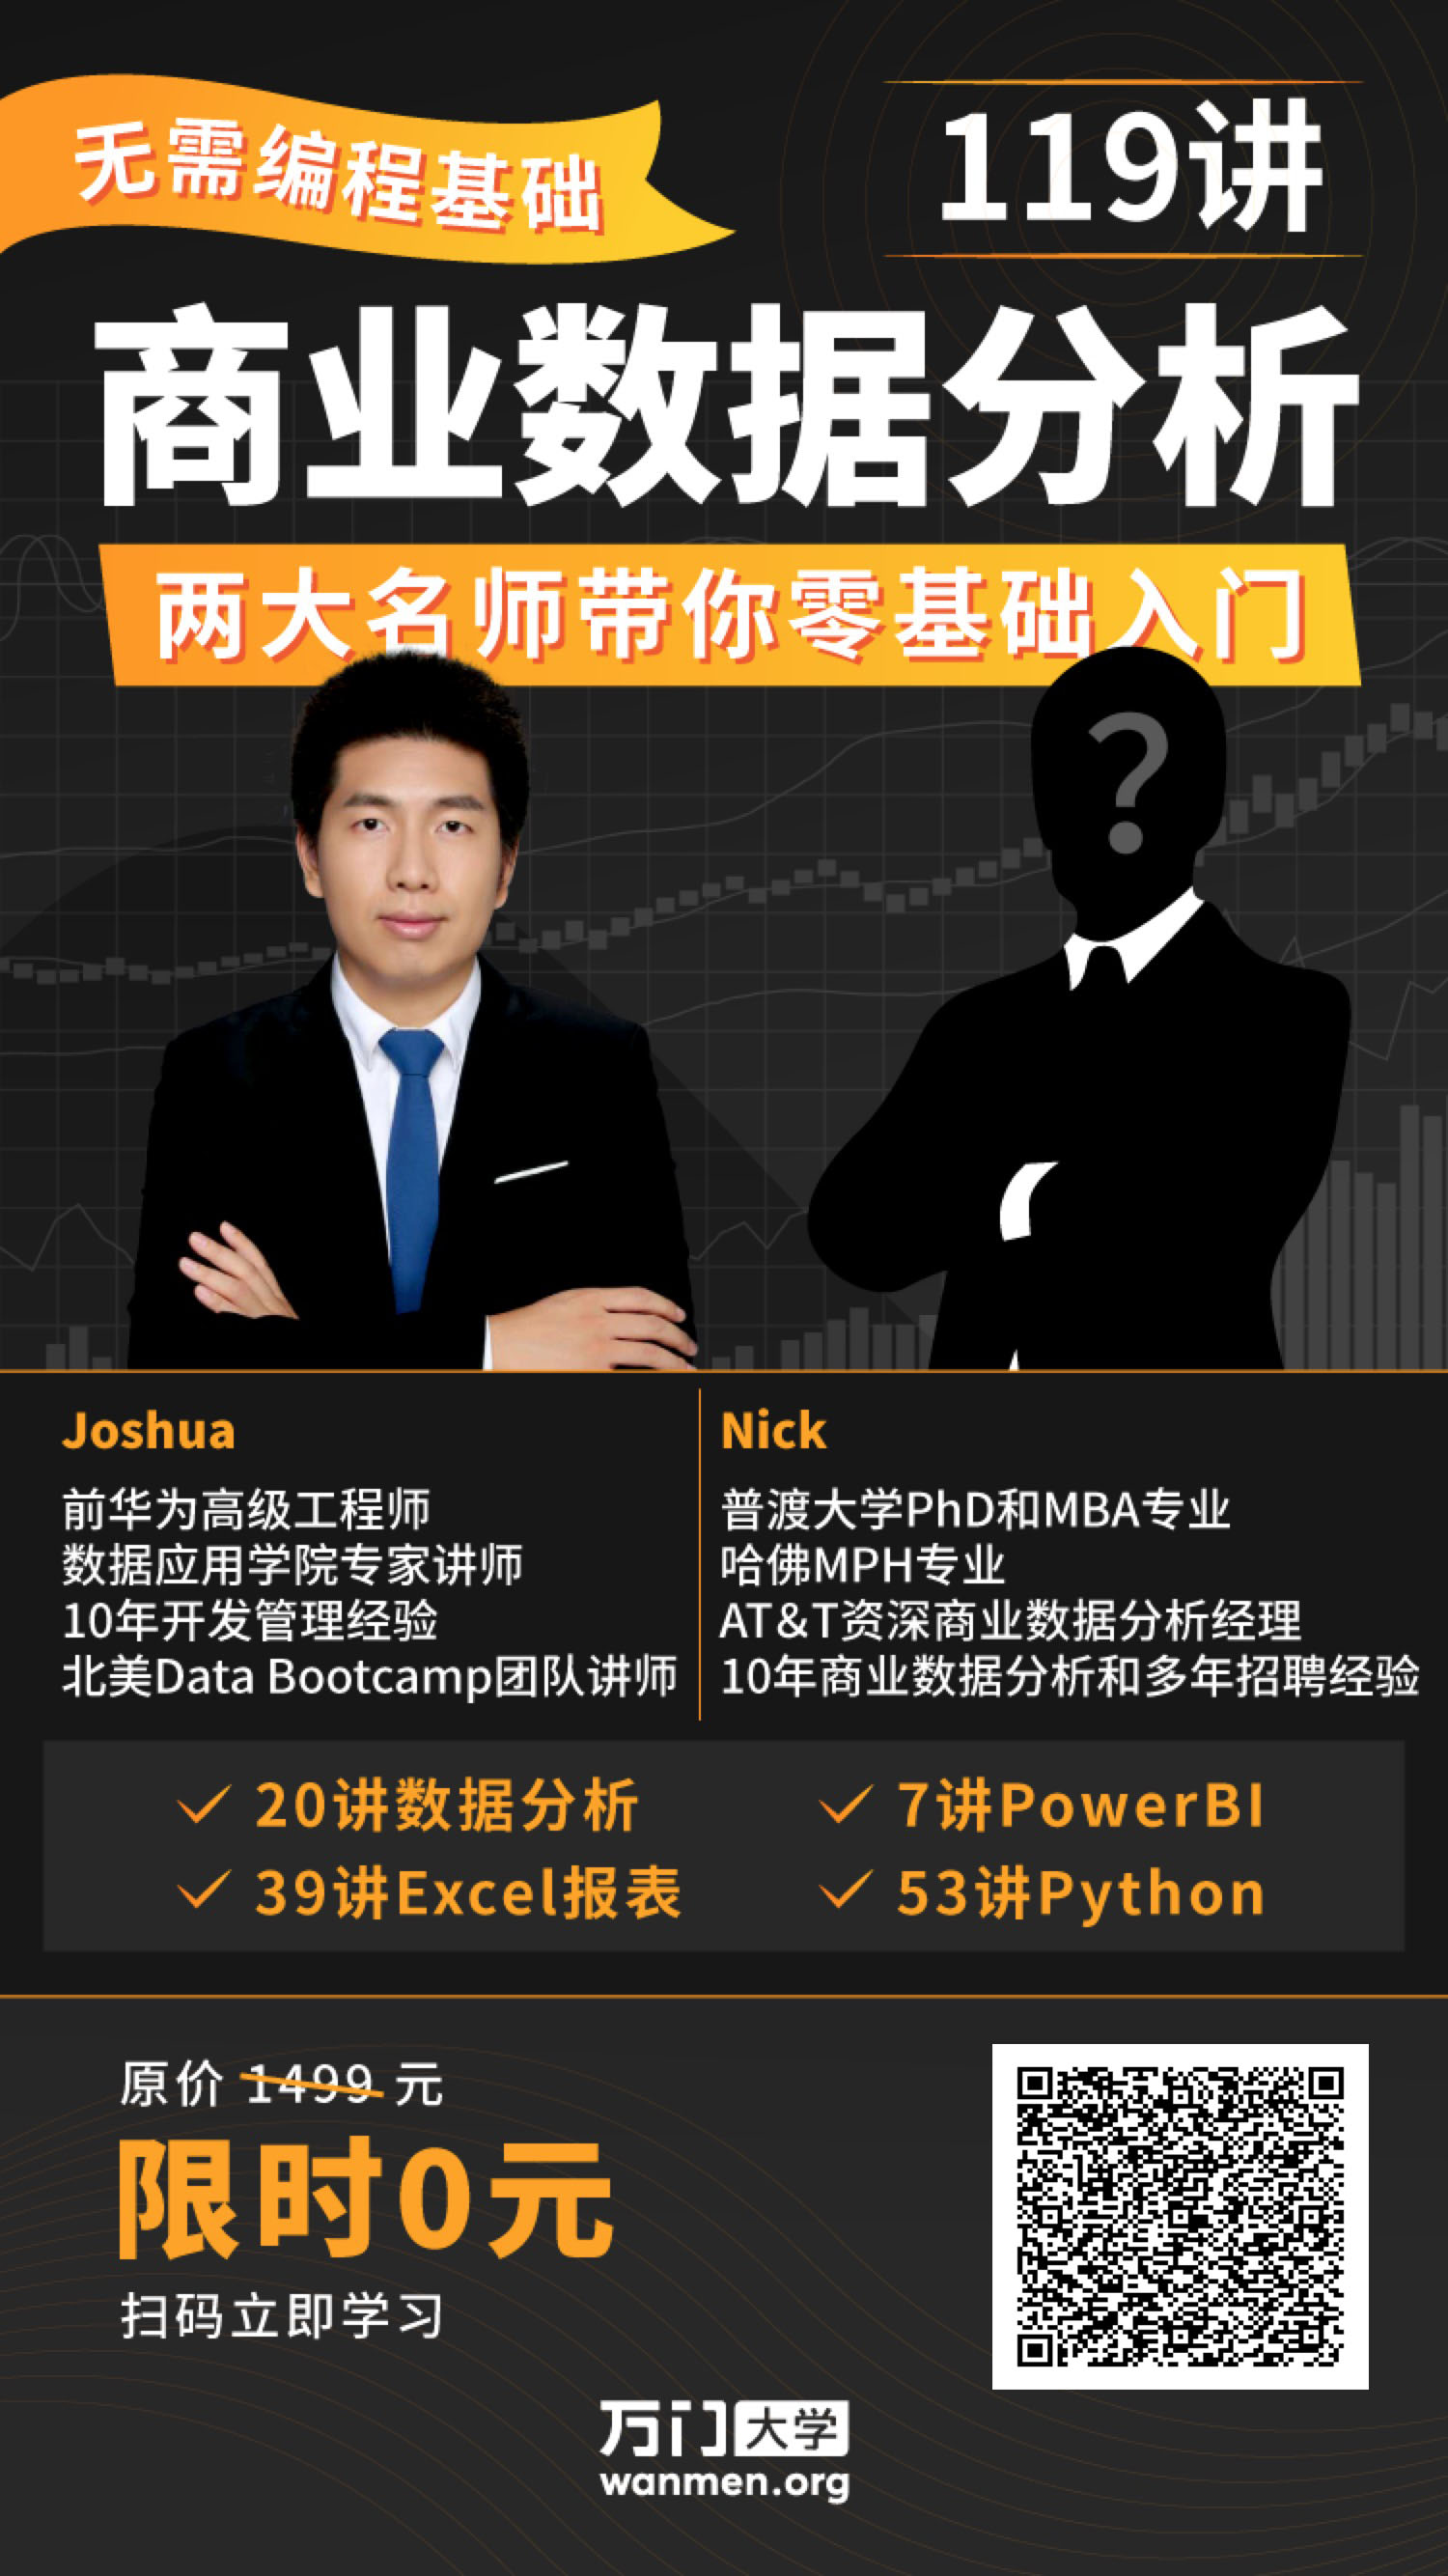 无需编程基础
119讲
商业数据分析
两大名师带你零基础入门
?
Joshua
前华为高级工程师
数据应用学院专家讲师
10年开发管理经验
北美Data Bootcamp团队讲师
Nick
普渡大学PhD和MBA专业
哈佛MPH专业
AT&T资深商业数据分析经理
10年商业数据分析和多年招聘经验
20讲数据分析
7讲PowerBI
39讲Excel报表
53讲Python
原价 1499 元
限时0元
扫码立即学习
万门大学
wanmen.org